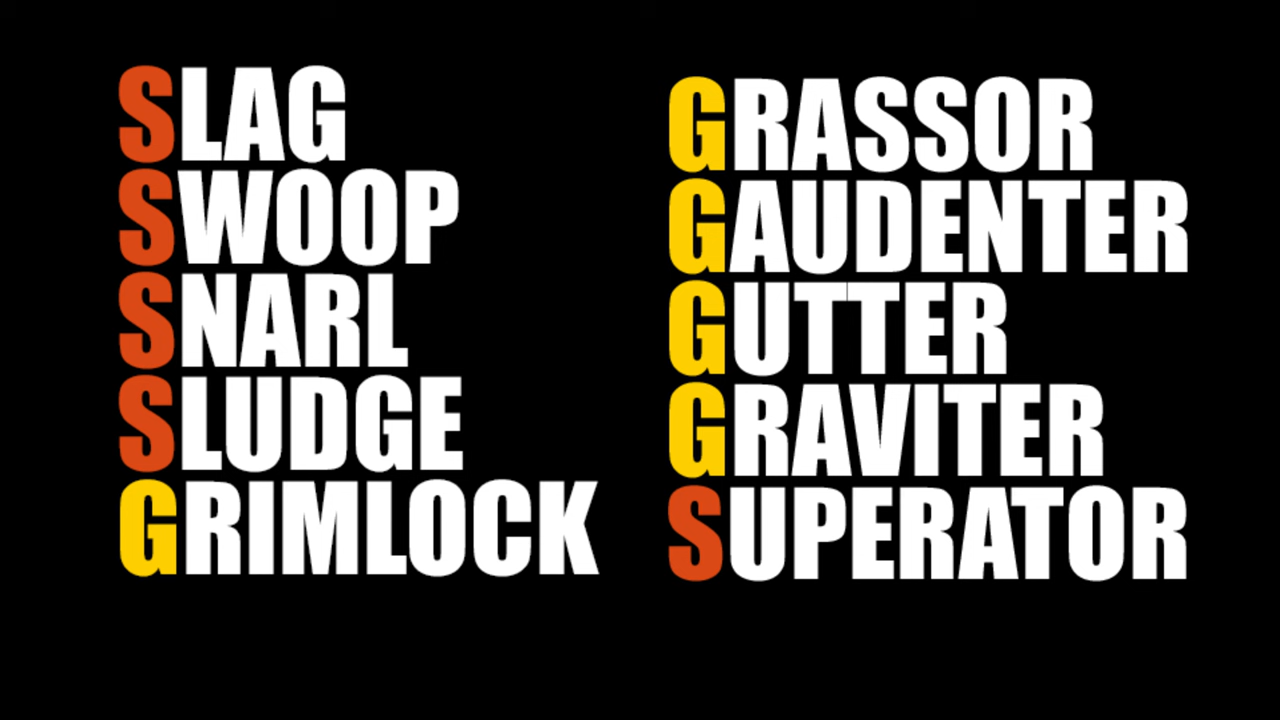 SLAG
SWOOP
SNARL
SLUDGE
GRIMLOCK
GRASSOR
GAUDENTER
GUTTER
GRAVITER
SUPERATOR